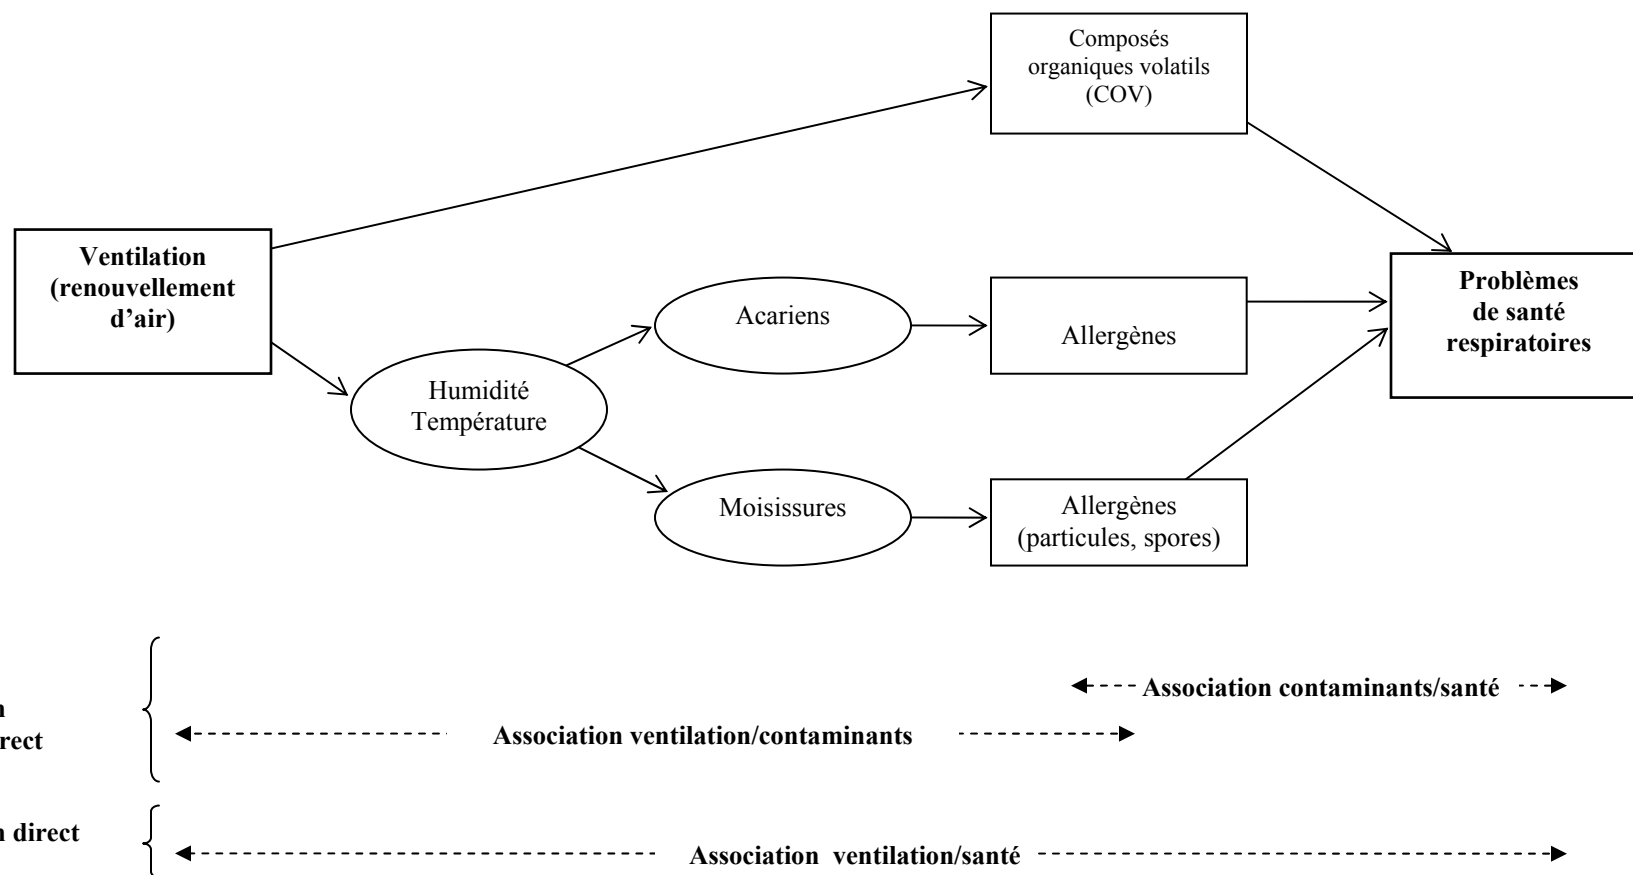 Composés
organiques volatils
(COV)
Ventilation
(renouvellement
d’air)
Problèmes
de santé
respiratoires
Acariens
Allergènes
Humidité
Température
Moisissures
Allergènes
(particules, spores)
Association contaminants/santé
Association ventilation/contaminants
direct
Association ventilation/santé